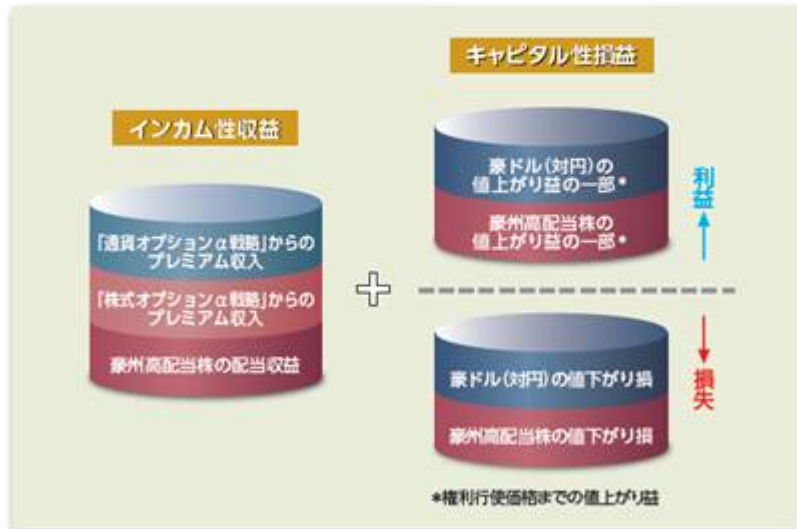 インカム性収益
「通貨オプションα戦略」からの
プレミアム収入
「株式オプションα戦略」からの
プレミアム収入
豪州高配当株の配当収益
+
キャピタル性損益
豪ドル(対円)の
値上がり益の一部*
豪州高配当株の
値上がり益の一部*
利益
豪ドル(対円)の値下がり損
豪州高配当株の値下がり損
損失
*権利行使価格までの値上がり益